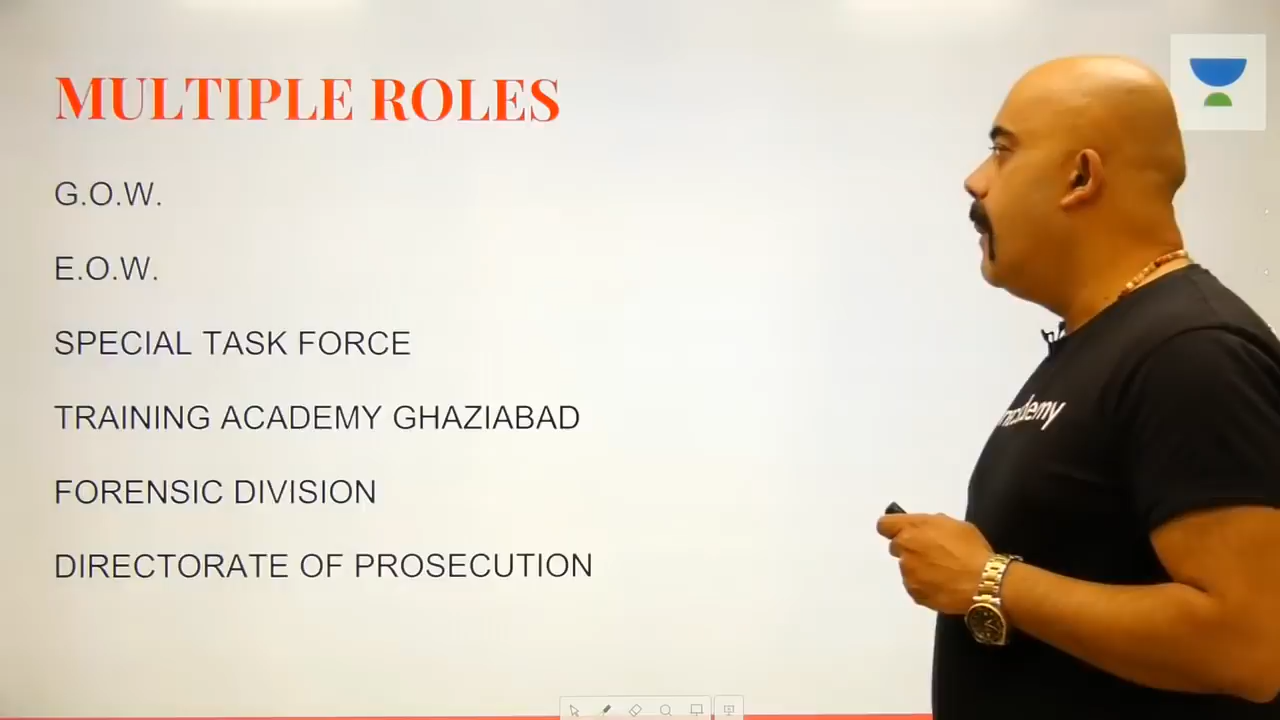 MULTIPLE ROLES
G.O.W.
E.O.W.
SPECIAL TASK FORCE
TRAINING ACADEMY GHAZIABAD
FORENSIC DIVISION
DIRECTORATE OF PROSECUTION